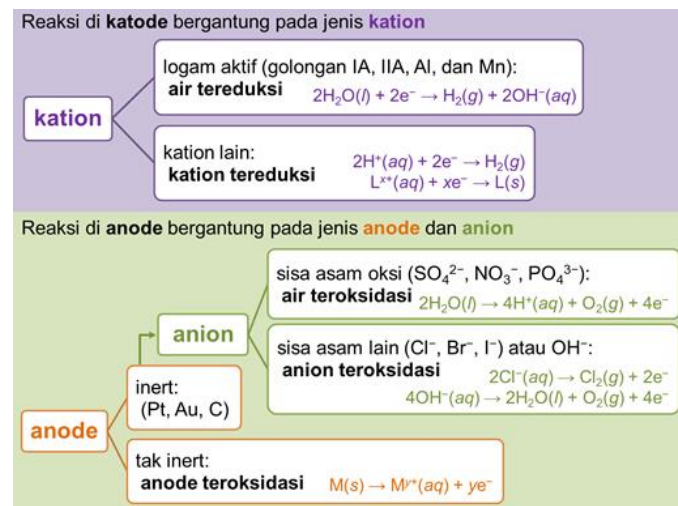 Reaksi di katode bergantung pada jenis kation
logam aktif (golongan IA, IIA, Al, dan Mn):
air tereduksi 2H₂O(l) + 2e⁻ → H₂(g) + 2OH⁻(aq)
kation
kation lain:
kation tereduksi
2H⁺(aq) + 2e⁻ → H₂(g)
Lˣ⁺(aq) + xe⁻ → L(s)
Reaksi di anode bergantung pada jenis anode dan anion
sisa asam oksi (SO₄²⁻, NO₃⁻, PO₄³⁻):
air teroksidasi 2H₂O(l) → 4H⁺(aq) + O₂(g) + 4e⁻
anion
sisa asam lain (Cl⁻, Br⁻, I⁻) atau OH⁻:
anion teroksidasi
2Cl⁻(aq) → Cl₂(g) + 2e⁻
4OH⁻(aq) → 2H₂O(l) + O₂(g) + 4e⁻
inert:
(Pt, Au, C)
anode
tak inert:
anode teroksidasi M(s) → Mʸ⁺(aq) + ye⁻